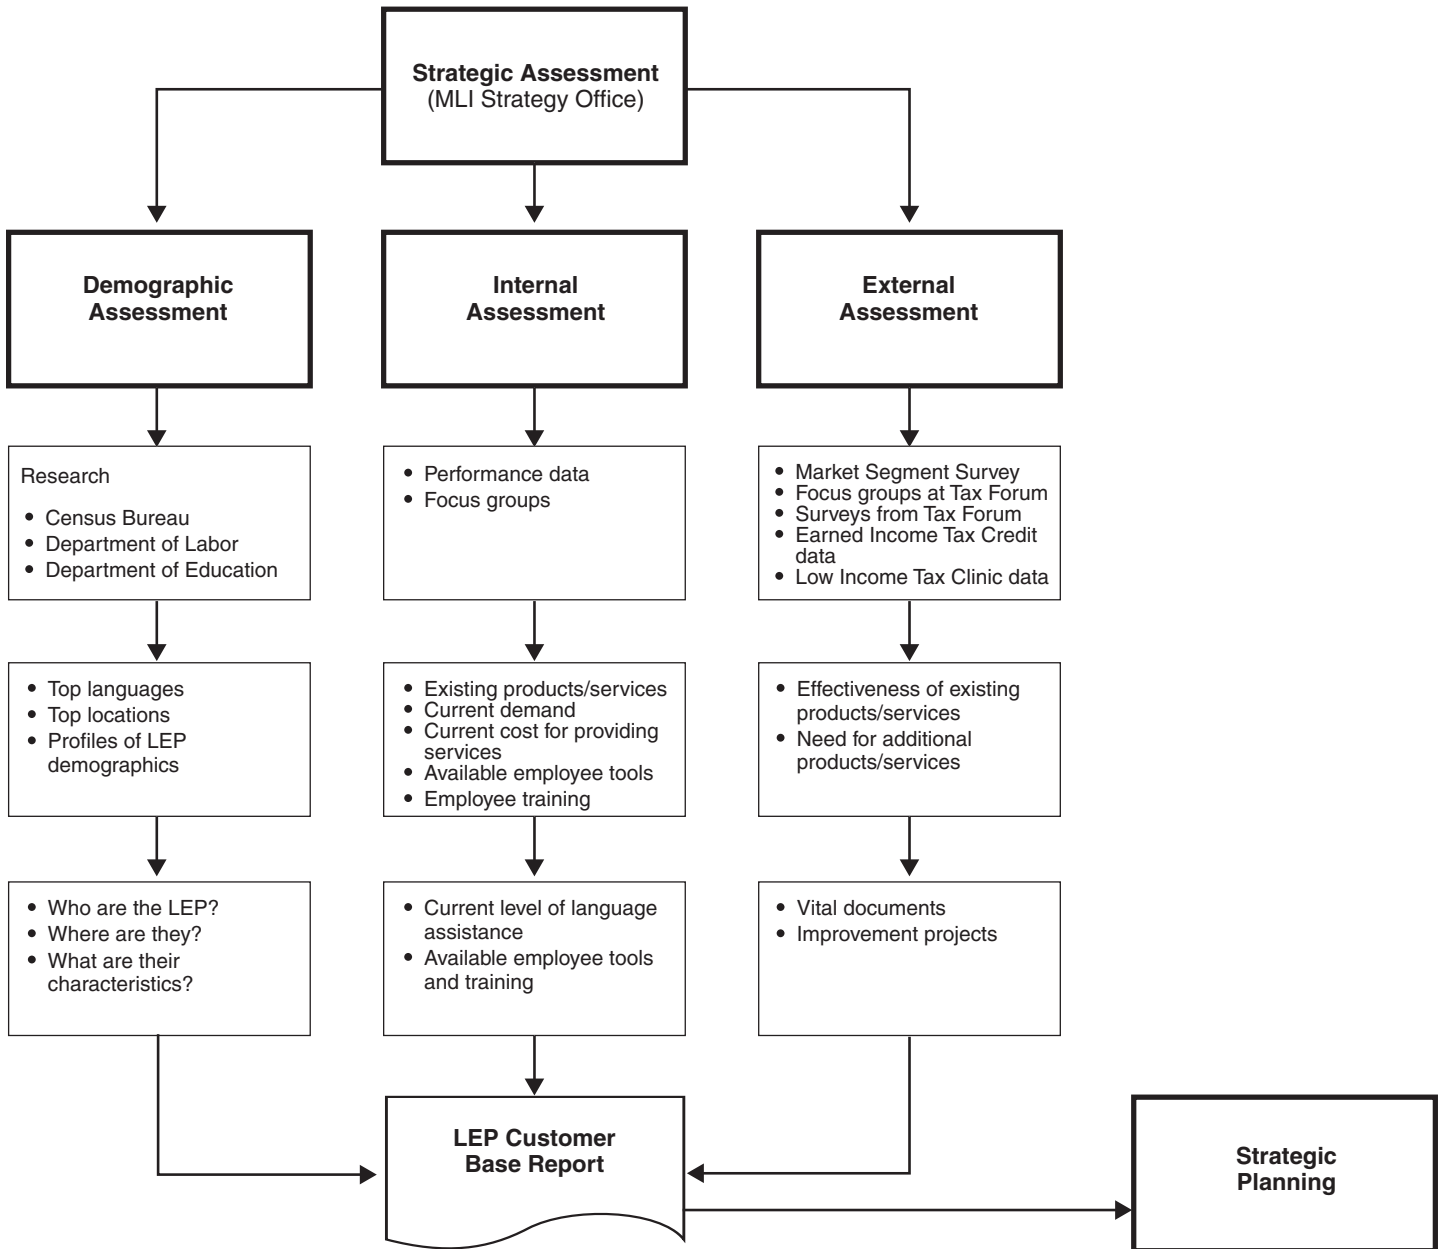 Strategic Assessment
(MLI Strategy Office)
Demographic
Assessment
Internal
Assessment
External
Assessment
Research
• Census Bureau
• Department of Labor
• Department of Education
• Performance data
• Focus groups
• Market Segment Survey
• Focus groups at Tax Forum
• Surveys from Tax Forum
• Earned Income Tax Credit
data
• Low Income Tax Clinic data
• Top languages
• Top locations
• Profiles of LEP
demographics
• Existing products/services
• Current demand
• Current cost for providing
services
• Available employee tools
• Employee training
• Effectiveness of existing
products/services
• Need for additional
products/services
• Who are the LEP?
• Where are they?
• What are their
characteristics?
• Current level of language
assistance
• Available employee tools
and training
• Vital documents
• Improvement projects
LEP Customer
Base Report
Strategic
Planning